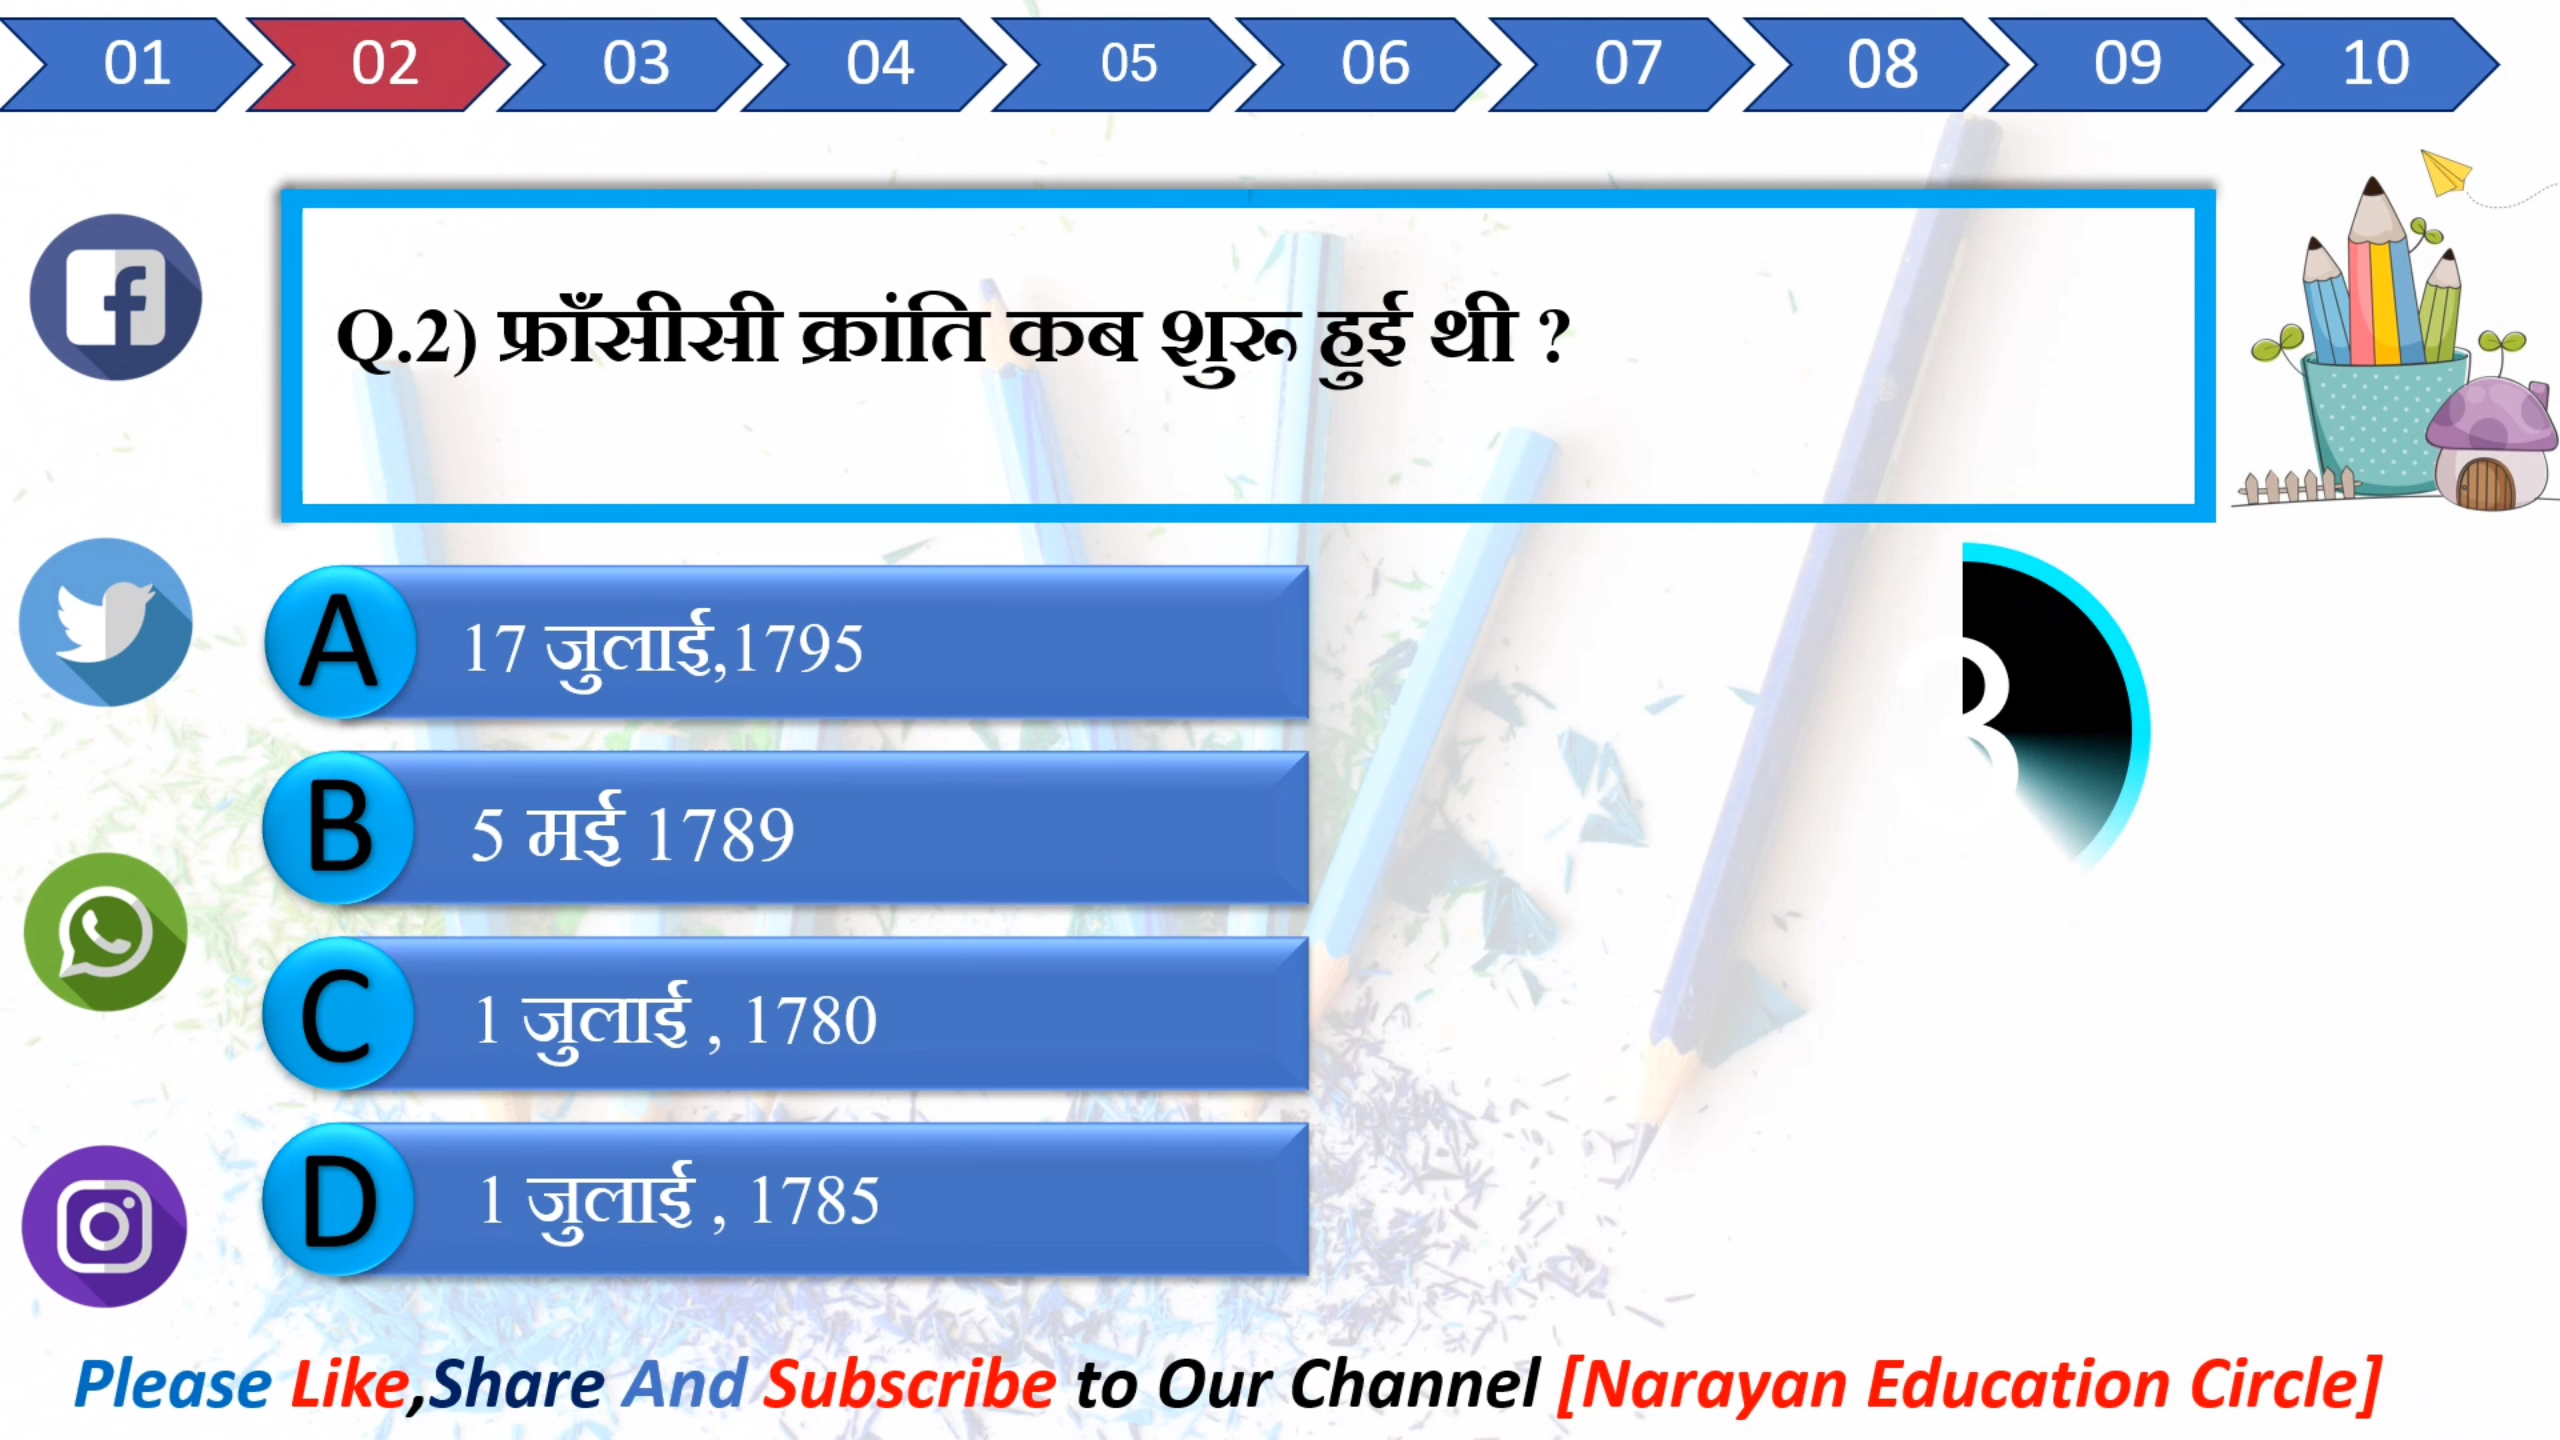 01 02 03 04 05 06 07 08 09 10
Q.2) फ्राँसीसी क्रांति कब शुरू हुई थी ?
A 17 जुलाई,1795
3
B 5 मई 1789
C 1 जुलाई , 1780
D 1 जुलाई , 1785
Please Like,Share And Subscribe to Our Channel [Narayan Education Circle]